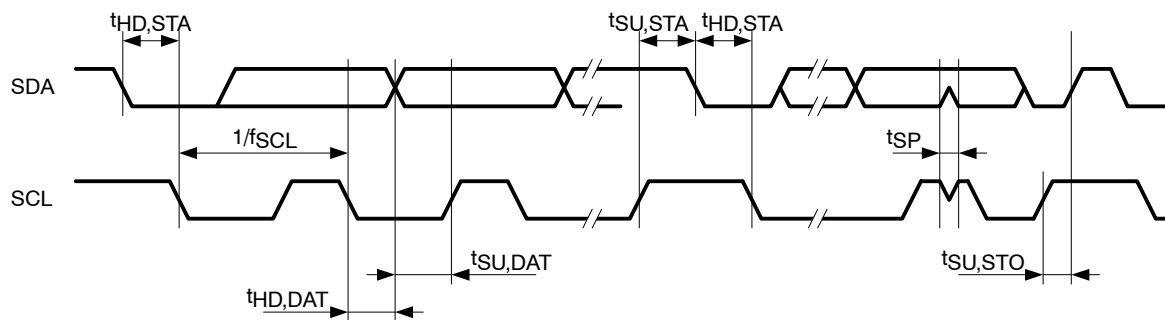 tHD,STA
tSU,STA
tHD,STA
SDA
1/fSCL
tSP
SCL
tSU,DAT
tSU,STO
tHD,DAT